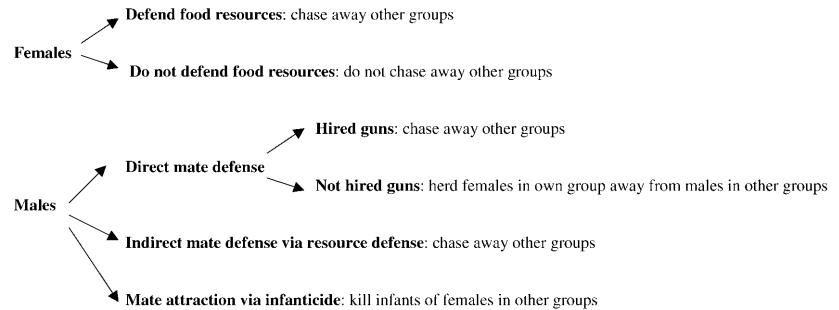 Defend food resources: chase away other groups
Females
Do not defend food resources: do not chase away other groups
Hired guns: chase away other groups
Direct mate defense
Not hired guns: herd females in own group away from males in other groups
Males
Indirect mate defense via resource defense: chase away other groups
Mate attraction via infanticide: kill infants of females in other groups